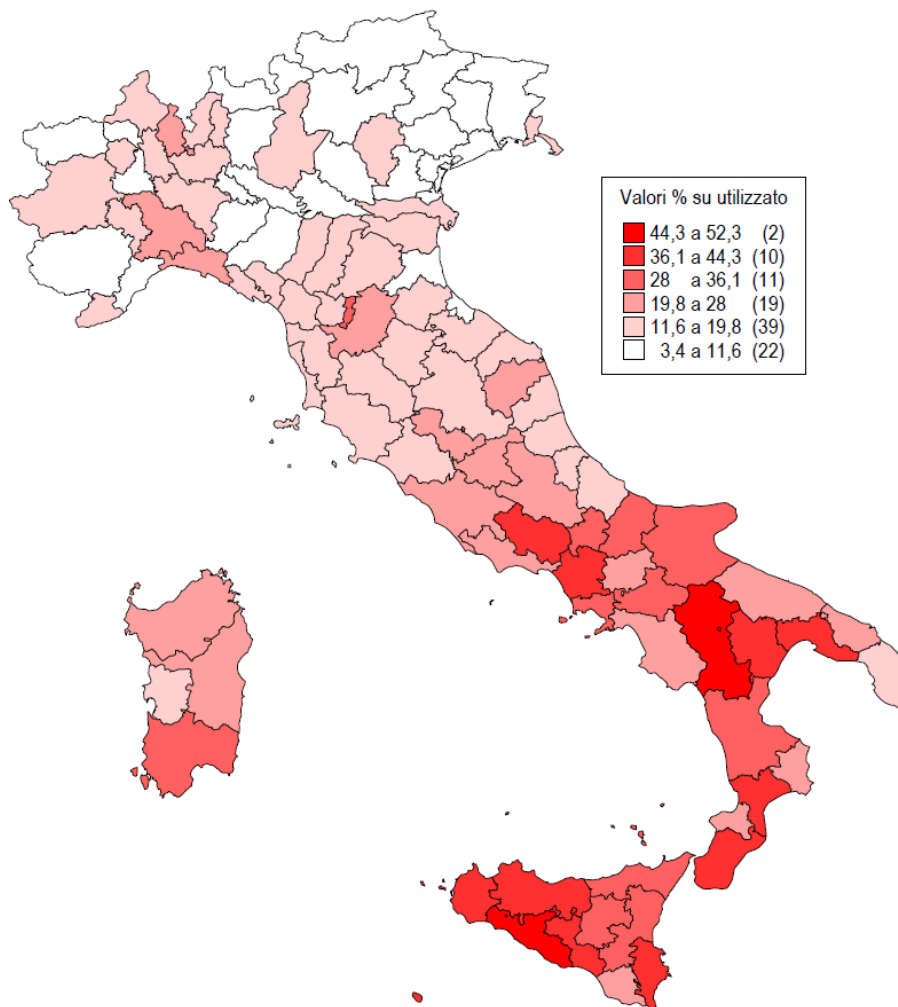 Valori % su utilizzato
44,3 a 52,3 (2)
36,1 a 44,3 (10)
28 a 36,1 (11)
19,8 a 28 (19)
11,6 a 19,8 (39)
3,4 a 11,6 (22)